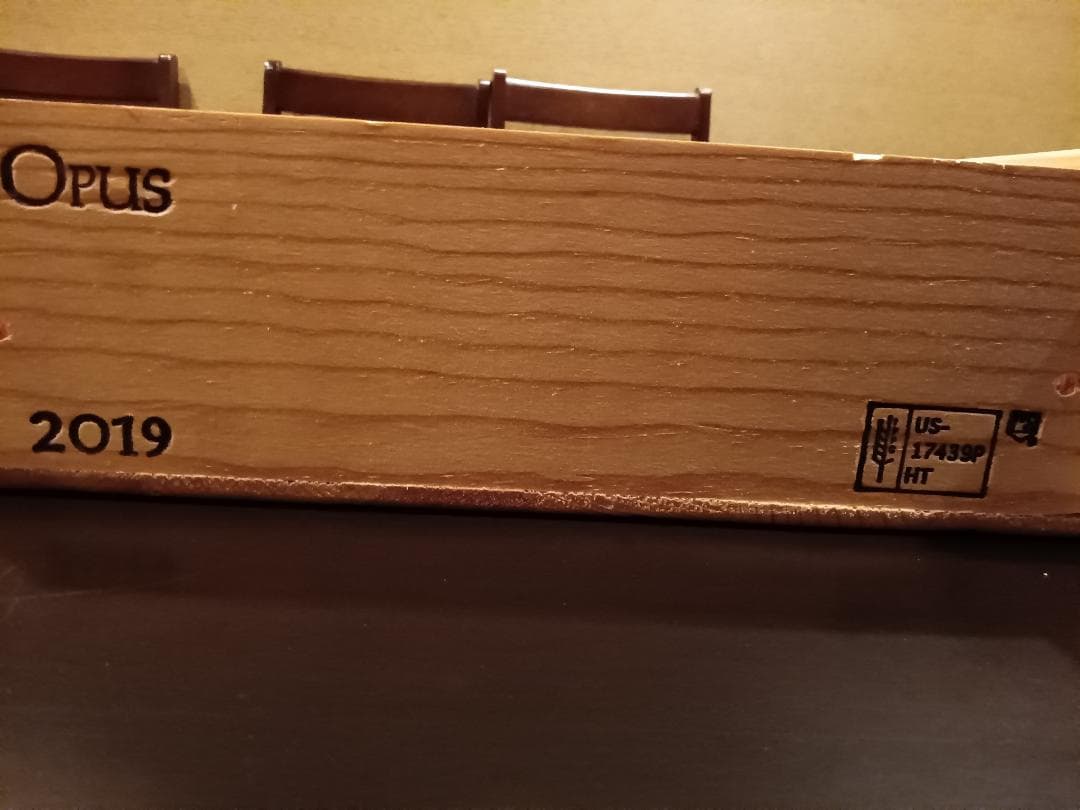 Opus
2019
US-
17439P
HT